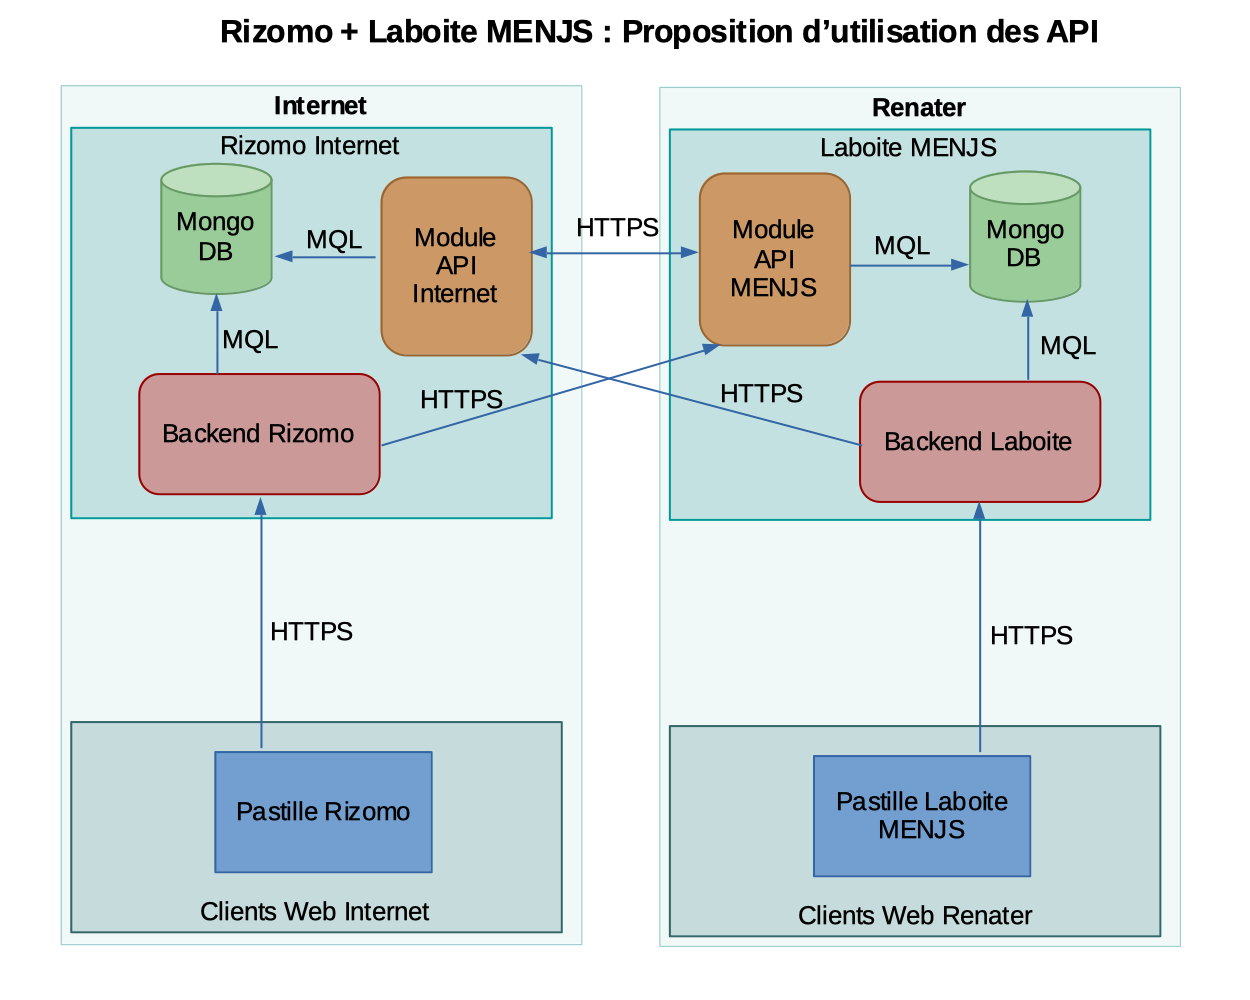 Rizomo + Laboite MENJS : Proposition d’utilisation des API
Internet
Rizomo Internet
Mongo
DB
MQL
Module
API
Internet
MQL
Backend Rizomo
HTTPS
HTTPS
HTTPS
Renater
Laboite MENJS
Module
API
MENJS
MQL
Mongo
DB
MQL
HTTPS
Backend Laboite
HTTPS
Pastille Rizomo
Clients Web Internet
Pastille Laboite
MENJS
Clients Web Renater